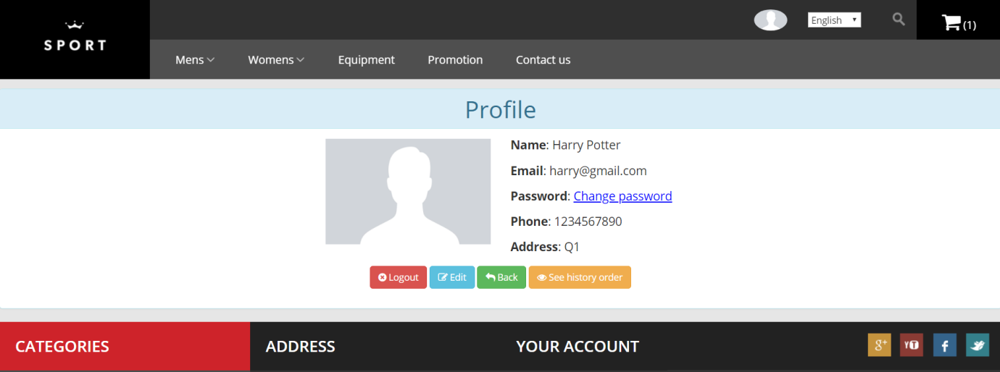 SPORT
English
(1)
Mens Womens Equipment Promotion Contact us
Profile
Name: Harry Potter
Email: harry@gmail.com
Password: Change password
Phone: 1234567890
Address: Q1
Logout Edit Back See history order
CATEGORIES ADDRESS YOUR ACCOUNT